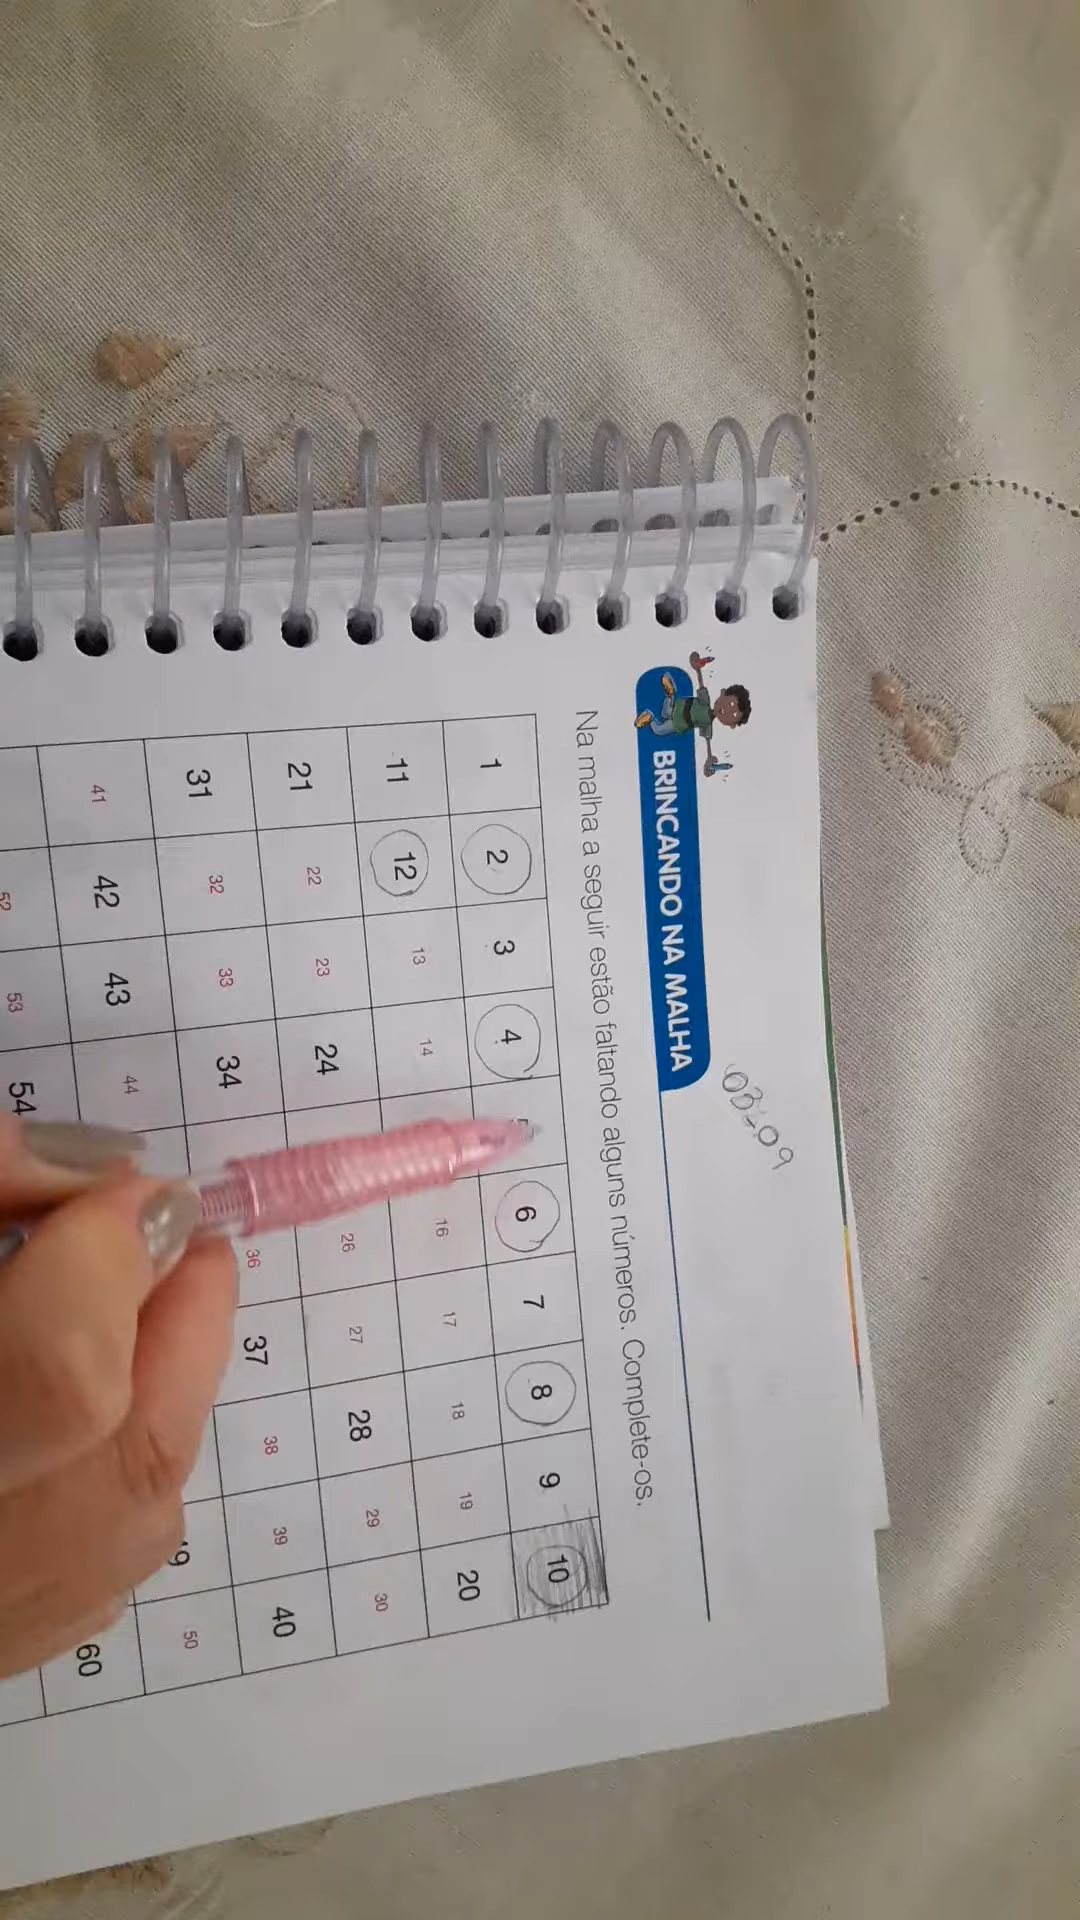 03-09
BRINCANDO NA MALHA
Na malha a seguir estão faltando alguns números. Complete-os.
1 2 3 4 6 7 8 9 10
11 12 13 14 16 17 18 19 20
21 22 23 24 26 27 28 29 30
31 32 33 34 36 37 38 39 40
41 42 43 44 50
52 53 54 60